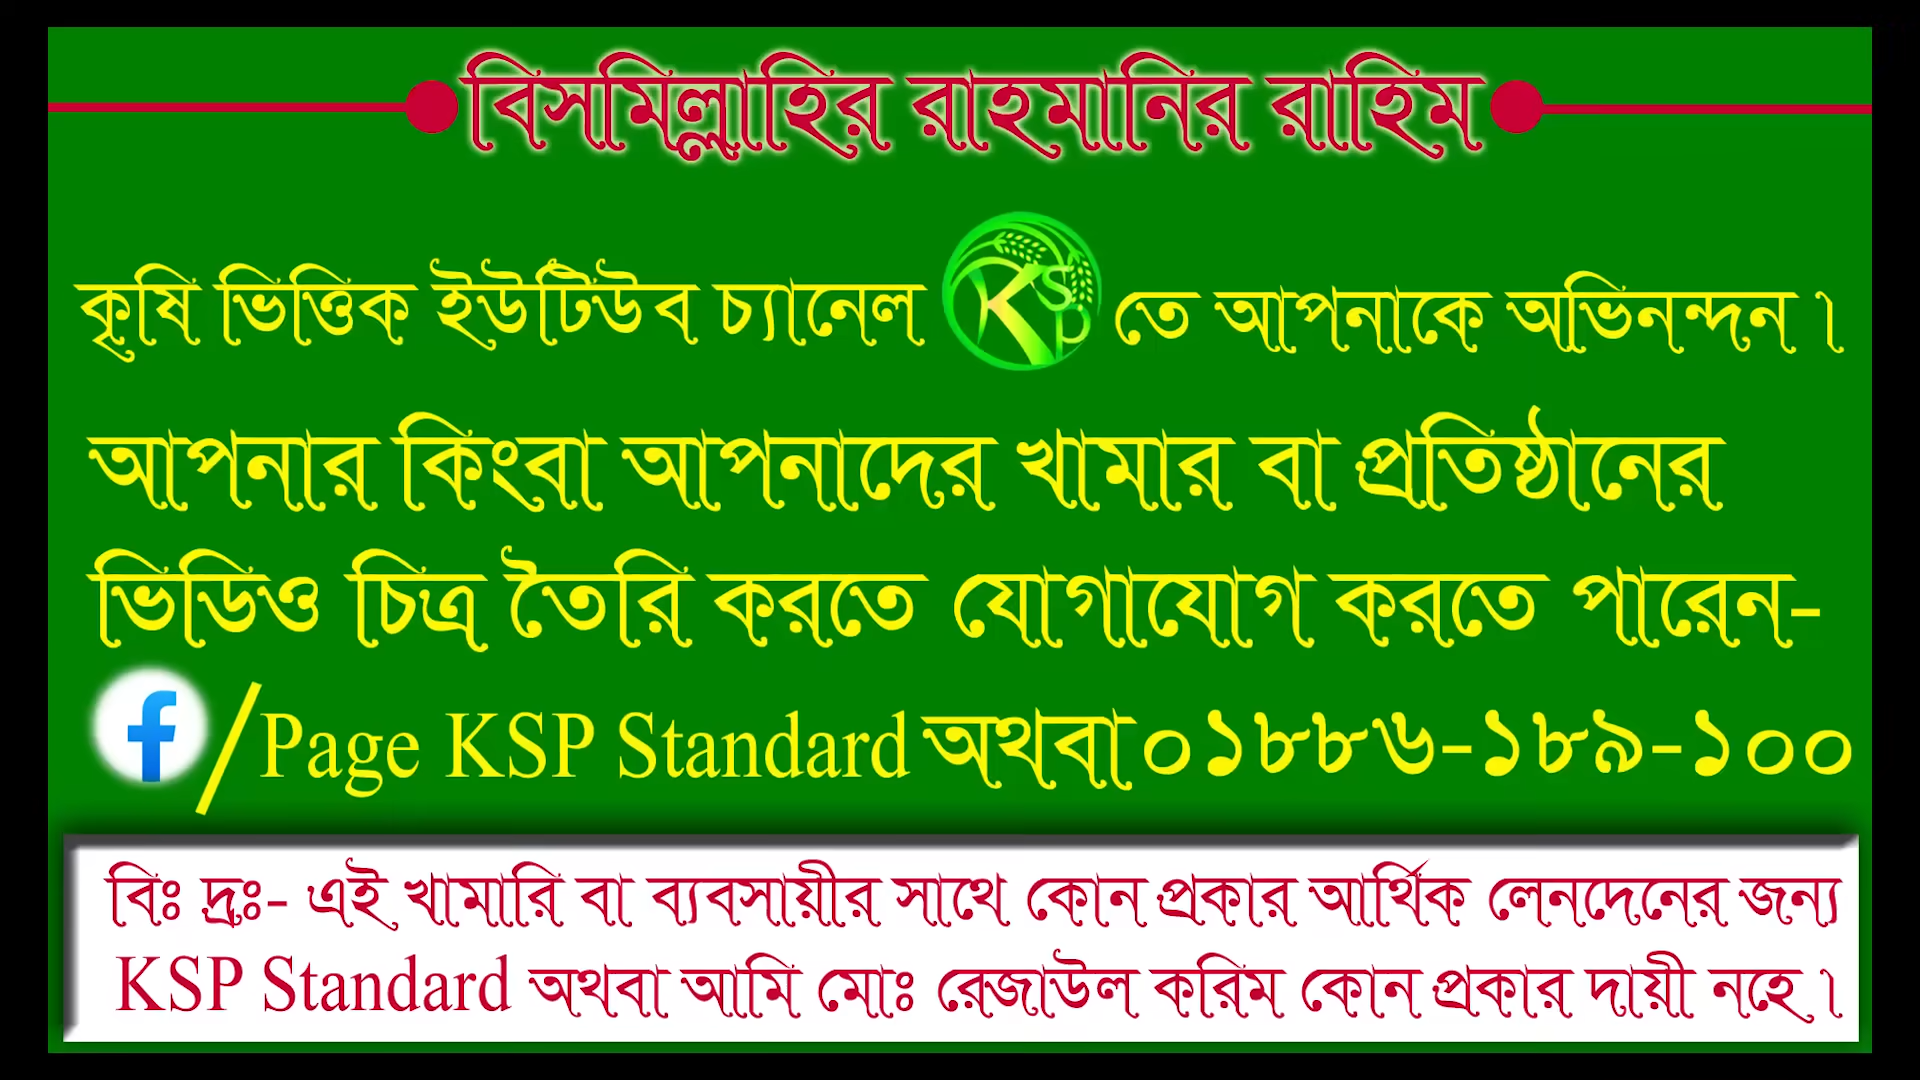 বিসমিল্লাহির রাহমানির রাহিম
কৃষি ভিত্তিক ইউটিউব চ্যানেল KSP তে আপনাকে অভিনন্দন।
আপনার কিংবা আপনাদের খামার বা প্রতিষ্ঠানের
ভিডিও চিত্র তৈরি করতে যোগাযোগ করতে পারেন-
f/Page KSP Standard অথবা ০১৮৮৬-১৮৯-১০০
বিঃ দ্রঃ- এই খামারি বা ব্যবসায়ীর সাথে কোন প্রকার আর্থিক লেনদেনের জন্য
KSP Standard অথবা আমি মোঃ রেজাউল করিম কোন প্রকার দায়ী নহে।